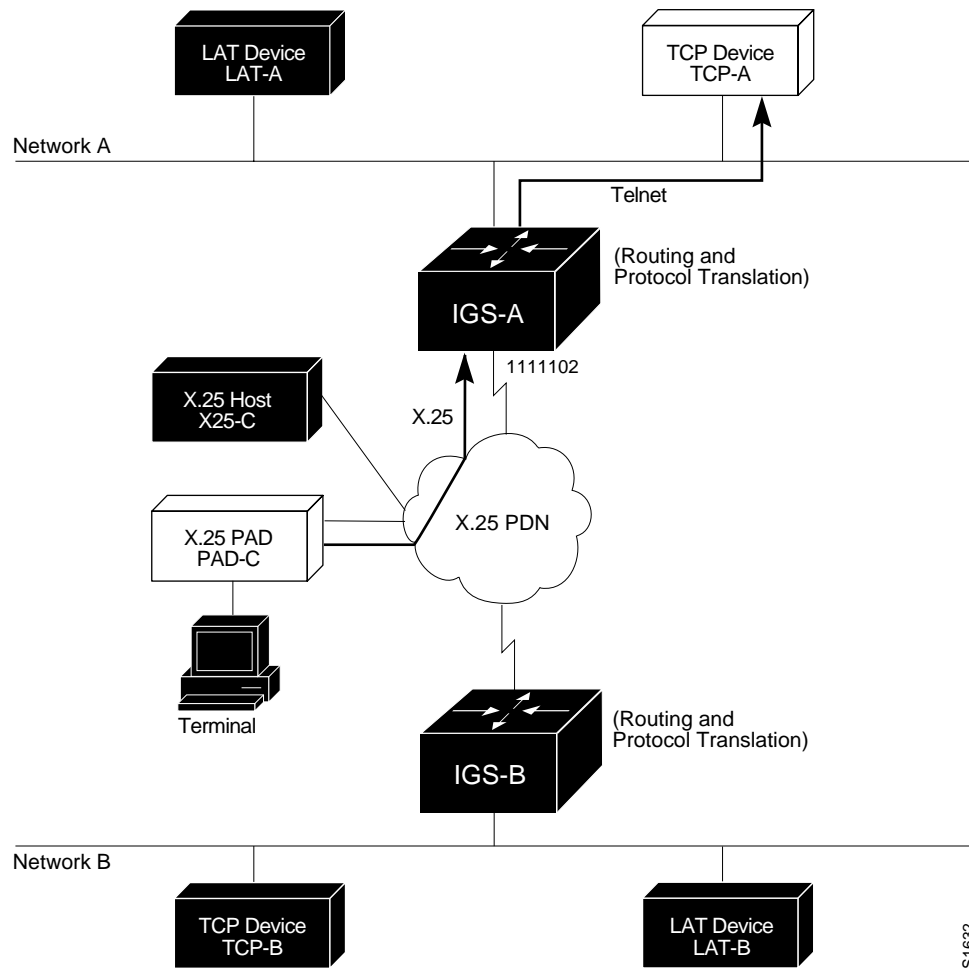 LAT Device
LAT-A
TCP Device
TCP-A
Network A
Telnet
(Routing and
Protocol Translation)
IGS-A
1111102
X.25 Host
X25-C
X.25
X.25 PDN
X.25 PAD
PAD-C
Terminal
(Routing and
Protocol Translation)
IGS-B
Network B
TCP Device
TCP-B
LAT Device
LAT-B
S1632